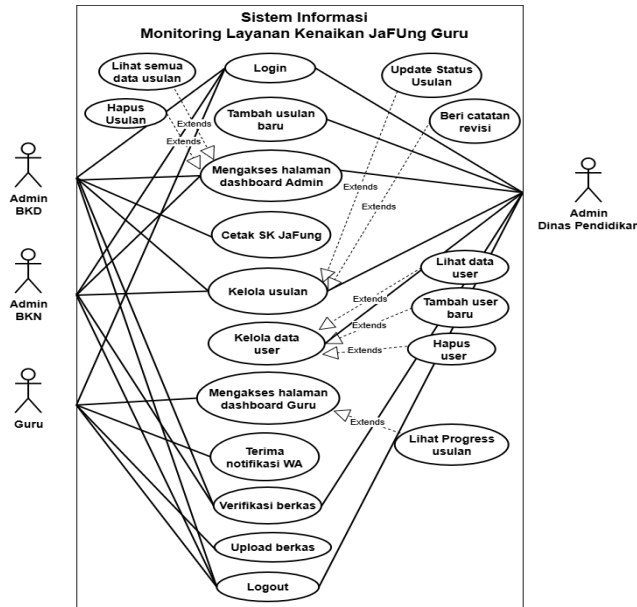 Sistem Informasi
Monitoring Layanan Kenaikan JaFUng Guru
Lihat semua
data usulan
Login
Update Status
Usulan
Hapus
Usulan
Extends
Tambah usulan
baru
Beri catatan
revisi
Extends
Mengakses halaman
dashboard Admin
Extends
Admin
BKD
Extends
Admin
Dinas Pendidikan
Cetak SK JaFung
Lihat data
user
Kelola usulan
Extends
Admin
BKN
Tambah user
baru
Extends
Kelola data
user
Extends
Hapus
user
Mengakses halaman
dashboard Guru
Extends
Guru
Lihat Progress
usulan
Terima
notifikasi WA
Verifikasi berkas
Upload berkas
Logout